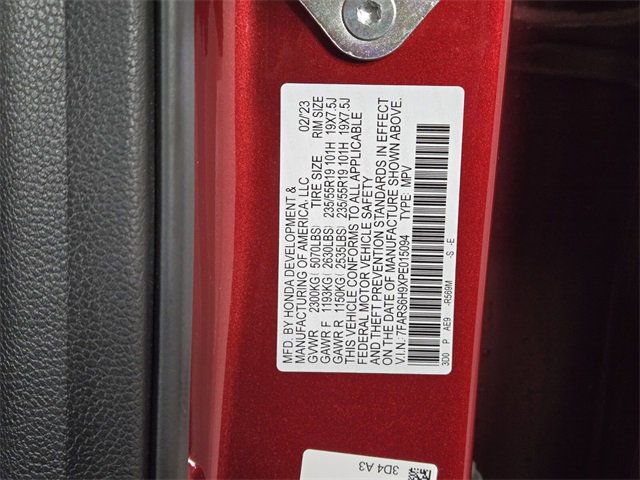 MFD. BY HONDA DEVELOPMENT & 02/'23
MANUFACTURING OF AMERICA, LLC
TIRE SIZE RIM SIZE
GVWR 2300KG( 5070LBS)
GAWR F 1193KG( 2630LBS) 235/55R19 101H 19X7.5J
GAWR R 1150KG( 2535LBS) 235/55R19 101H 19X7.5J
THIS VEHICLE CONFORMS TO ALL APPLICABLE
FEDERAL MOTOR VEHICLE SAFETY
AND THEFT PREVENTION STANDARDS IN EFFECT
ON THE DATE OF MANUFACTURE SHOWN ABOVE.
V.I.N.: 7FARS6H9XPE015094 TYPE: MPV
3D0 P AE9 -R569M -S -E
3D4 A3